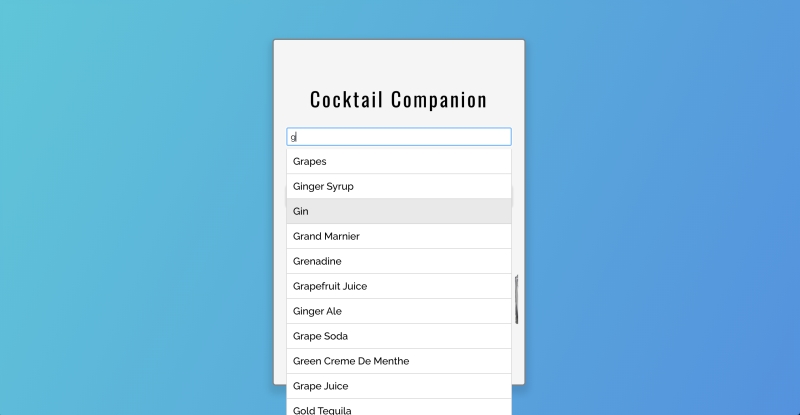 Cocktail Companion
g
Grapes
Ginger Syrup
Gin
Grand Marnier
Grenadine
Grapefruit Juice
Ginger Ale
Grape Soda
Green Creme De Menthe
Grape Juice
Gold Tequila